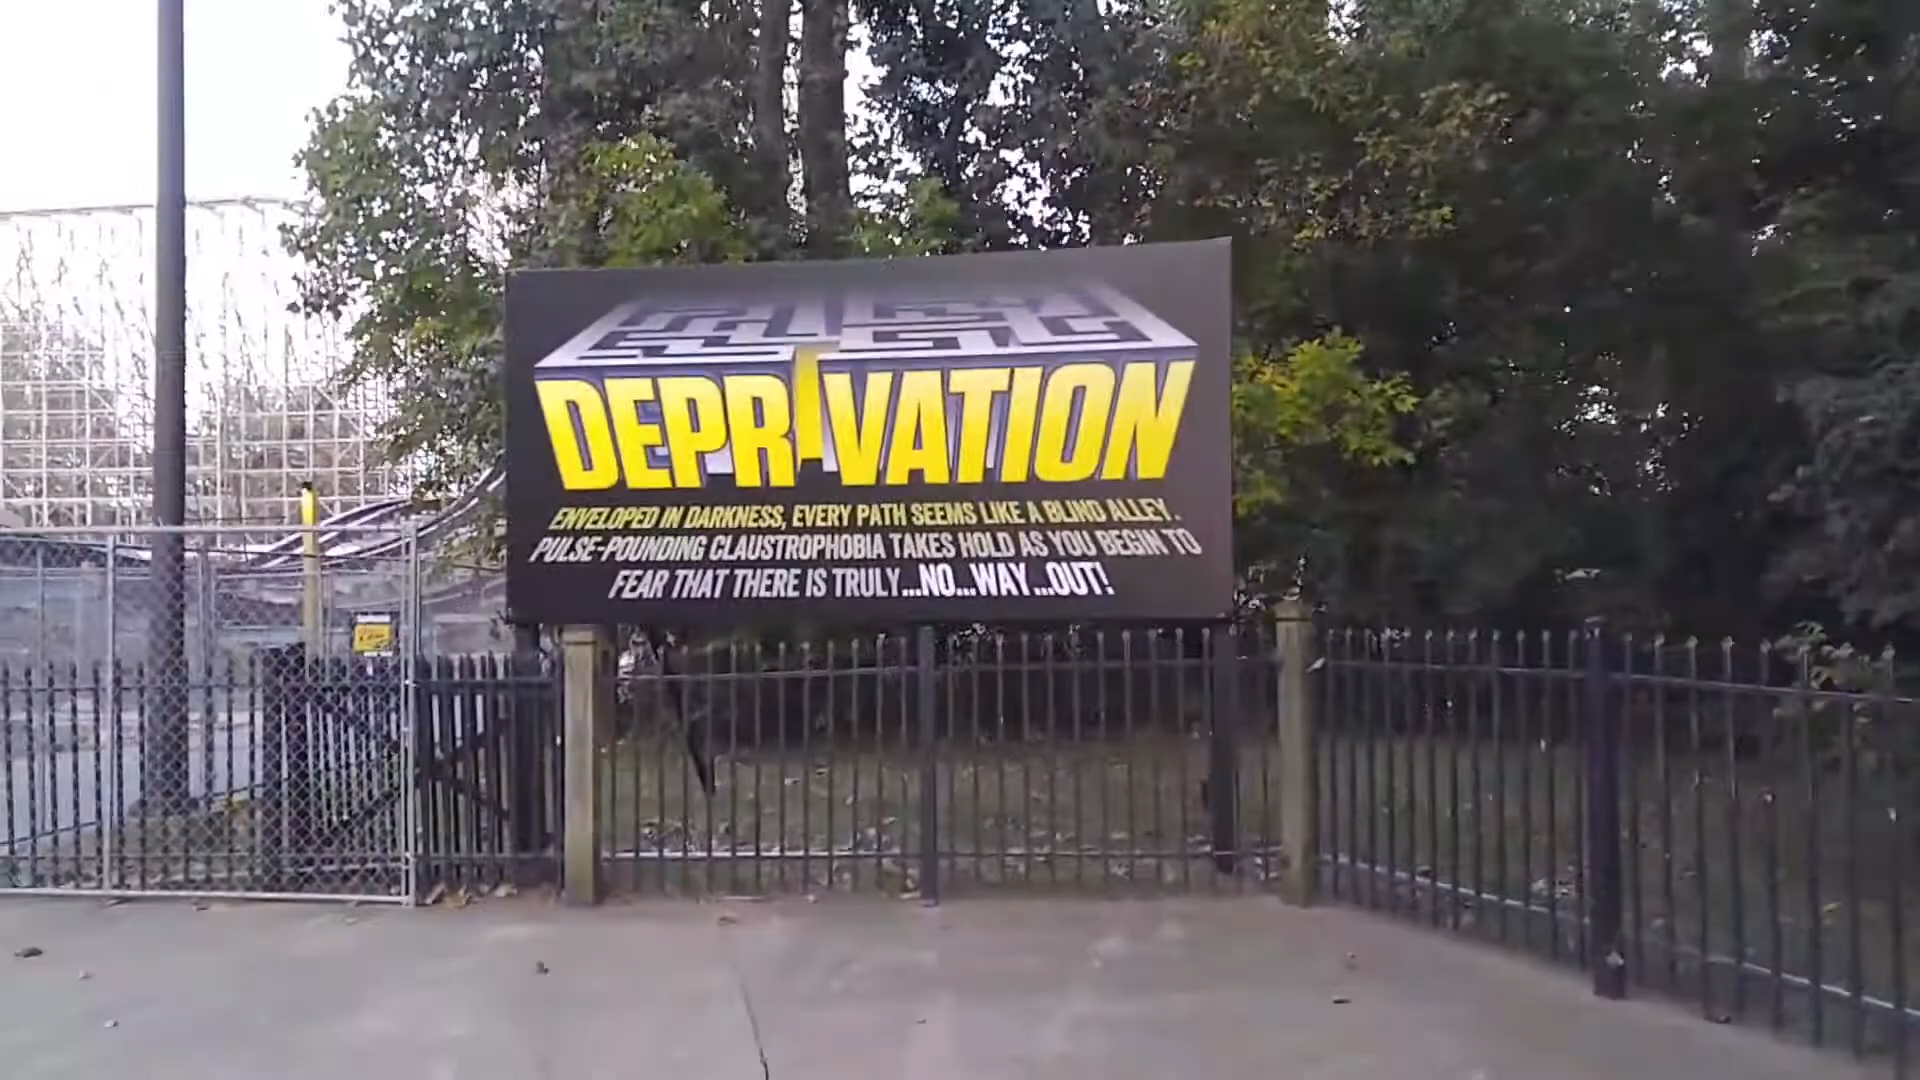 DEPRIVATION
ENVELOPED IN DARKNESS, EVERY PATH SEEMS LIKE A BLIND ALLEY.
PULSE-POUNDING CLAUSTROPHOBIA TAKES HOLD AS YOU BEGIN TO
FEAR THAT THERE IS TRULY...NO...WAY...OUT!